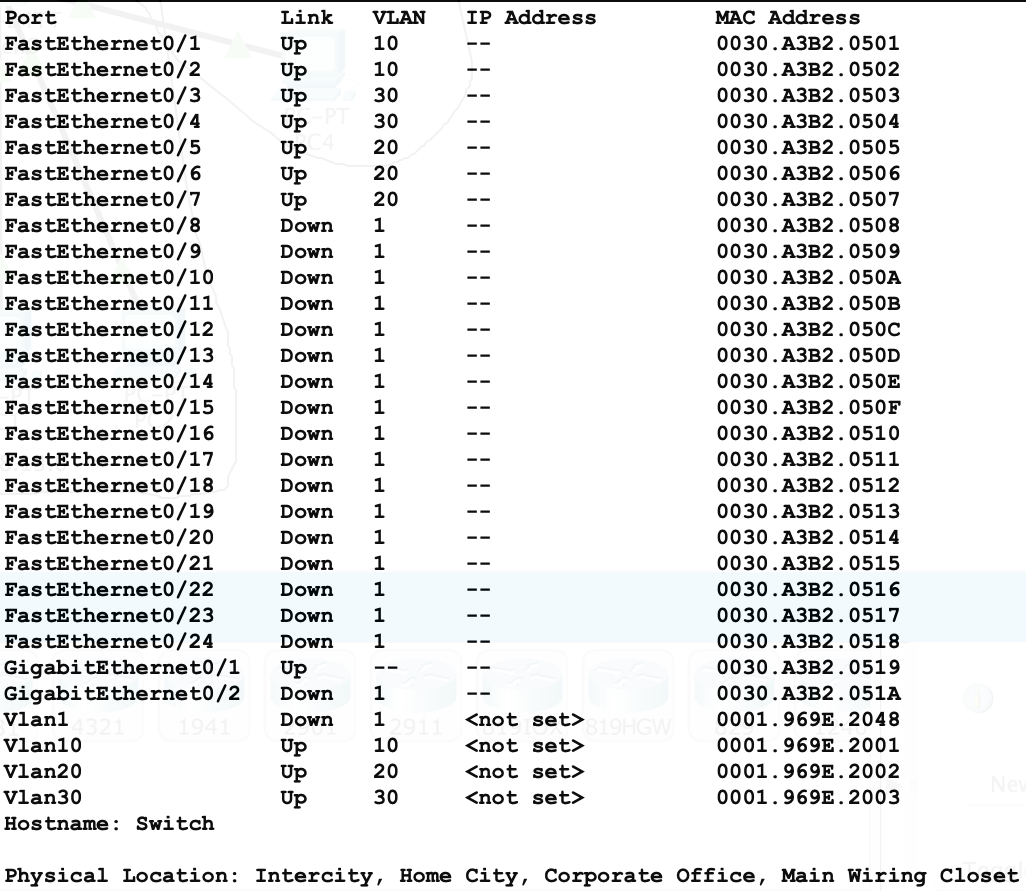 Port Link VLAN IP Address MAC Address
FastEthernet0/1 Up 10 -- 0030.A3B2.0501
FastEthernet0/2 Up 10 -- 0030.A3B2.0502
FastEthernet0/3 Up 30 -- 0030.A3B2.0503
FastEthernet0/4 Up 30 -- 0030.A3B2.0504
FastEthernet0/5 Up 20 -- 0030.A3B2.0505
FastEthernet0/6 Up 20 -- 0030.A3B2.0506
FastEthernet0/7 Up 20 -- 0030.A3B2.0507
FastEthernet0/8 Down 1 -- 0030.A3B2.0508
FastEthernet0/9 Down 1 -- 0030.A3B2.0509
FastEthernet0/10 Down 1 -- 0030.A3B2.050A
FastEthernet0/11 Down 1 -- 0030.A3B2.050B
FastEthernet0/12 Down 1 -- 0030.A3B2.050C
FastEthernet0/13 Down 1 -- 0030.A3B2.050D
FastEthernet0/14 Down 1 -- 0030.A3B2.050E
FastEthernet0/15 Down 1 -- 0030.A3B2.050F
FastEthernet0/16 Down 1 -- 0030.A3B2.0510
FastEthernet0/17 Down 1 -- 0030.A3B2.0511
FastEthernet0/18 Down 1 -- 0030.A3B2.0512
FastEthernet0/19 Down 1 -- 0030.A3B2.0513
FastEthernet0/20 Down 1 -- 0030.A3B2.0514
FastEthernet0/21 Down 1 -- 0030.A3B2.0515
FastEthernet0/22 Down 1 -- 0030.A3B2.0516
FastEthernet0/23 Down 1 -- 0030.A3B2.0517
FastEthernet0/24 Down 1 -- 0030.A3B2.0518
GigabitEthernet0/1 Up -- -- 0030.A3B2.0519
GigabitEthernet0/2 Down 1 -- 0030.A3B2.051A
Vlan1 Down 1 <not set> 0001.969E.2048
Vlan10 Up 10 <not set> 0001.969E.2001
Vlan20 Up 20 <not set> 0001.969E.2002
Vlan30 Up 30 <not set> 0001.969E.2003
Hostname: Switch
Physical Location: Intercity, Home City, Corporate Office, Main Wiring Closet
4321 1941 2901 2911 819HGW 829 1240
New